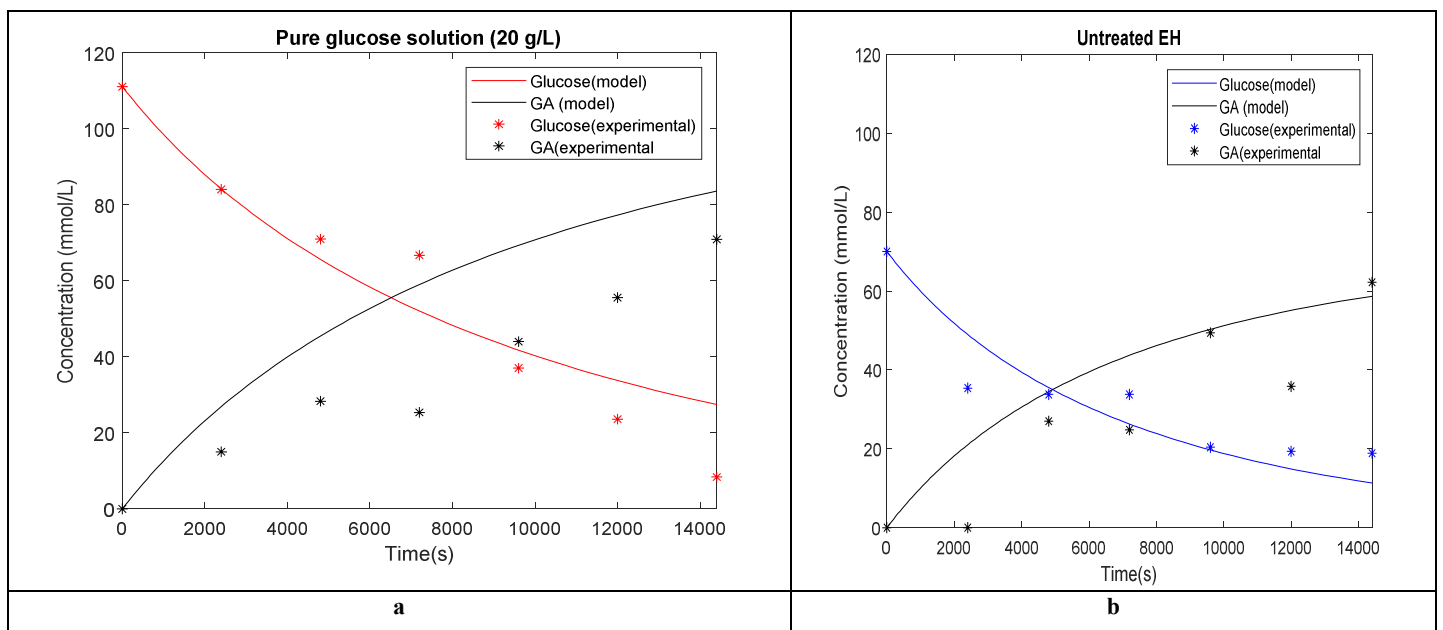 Pure glucose solution (20 g/L)
120
100
80
60
40
20
0
Concentration (mmol/L)
Glucose(model)
GA (model)
Glucose(experimental)
GA(experimental
0 2000 4000 6000 8000 10000 12000 14000
Time(s)
a
Untreated EH
120
100
80
60
40
20
0
Concentration (mmol/L)
Glucose(model)
GA (model)
Glucose(experimental)
GA(experimental
0 2000 4000 6000 8000 10000 12000 14000
Time(s)
b